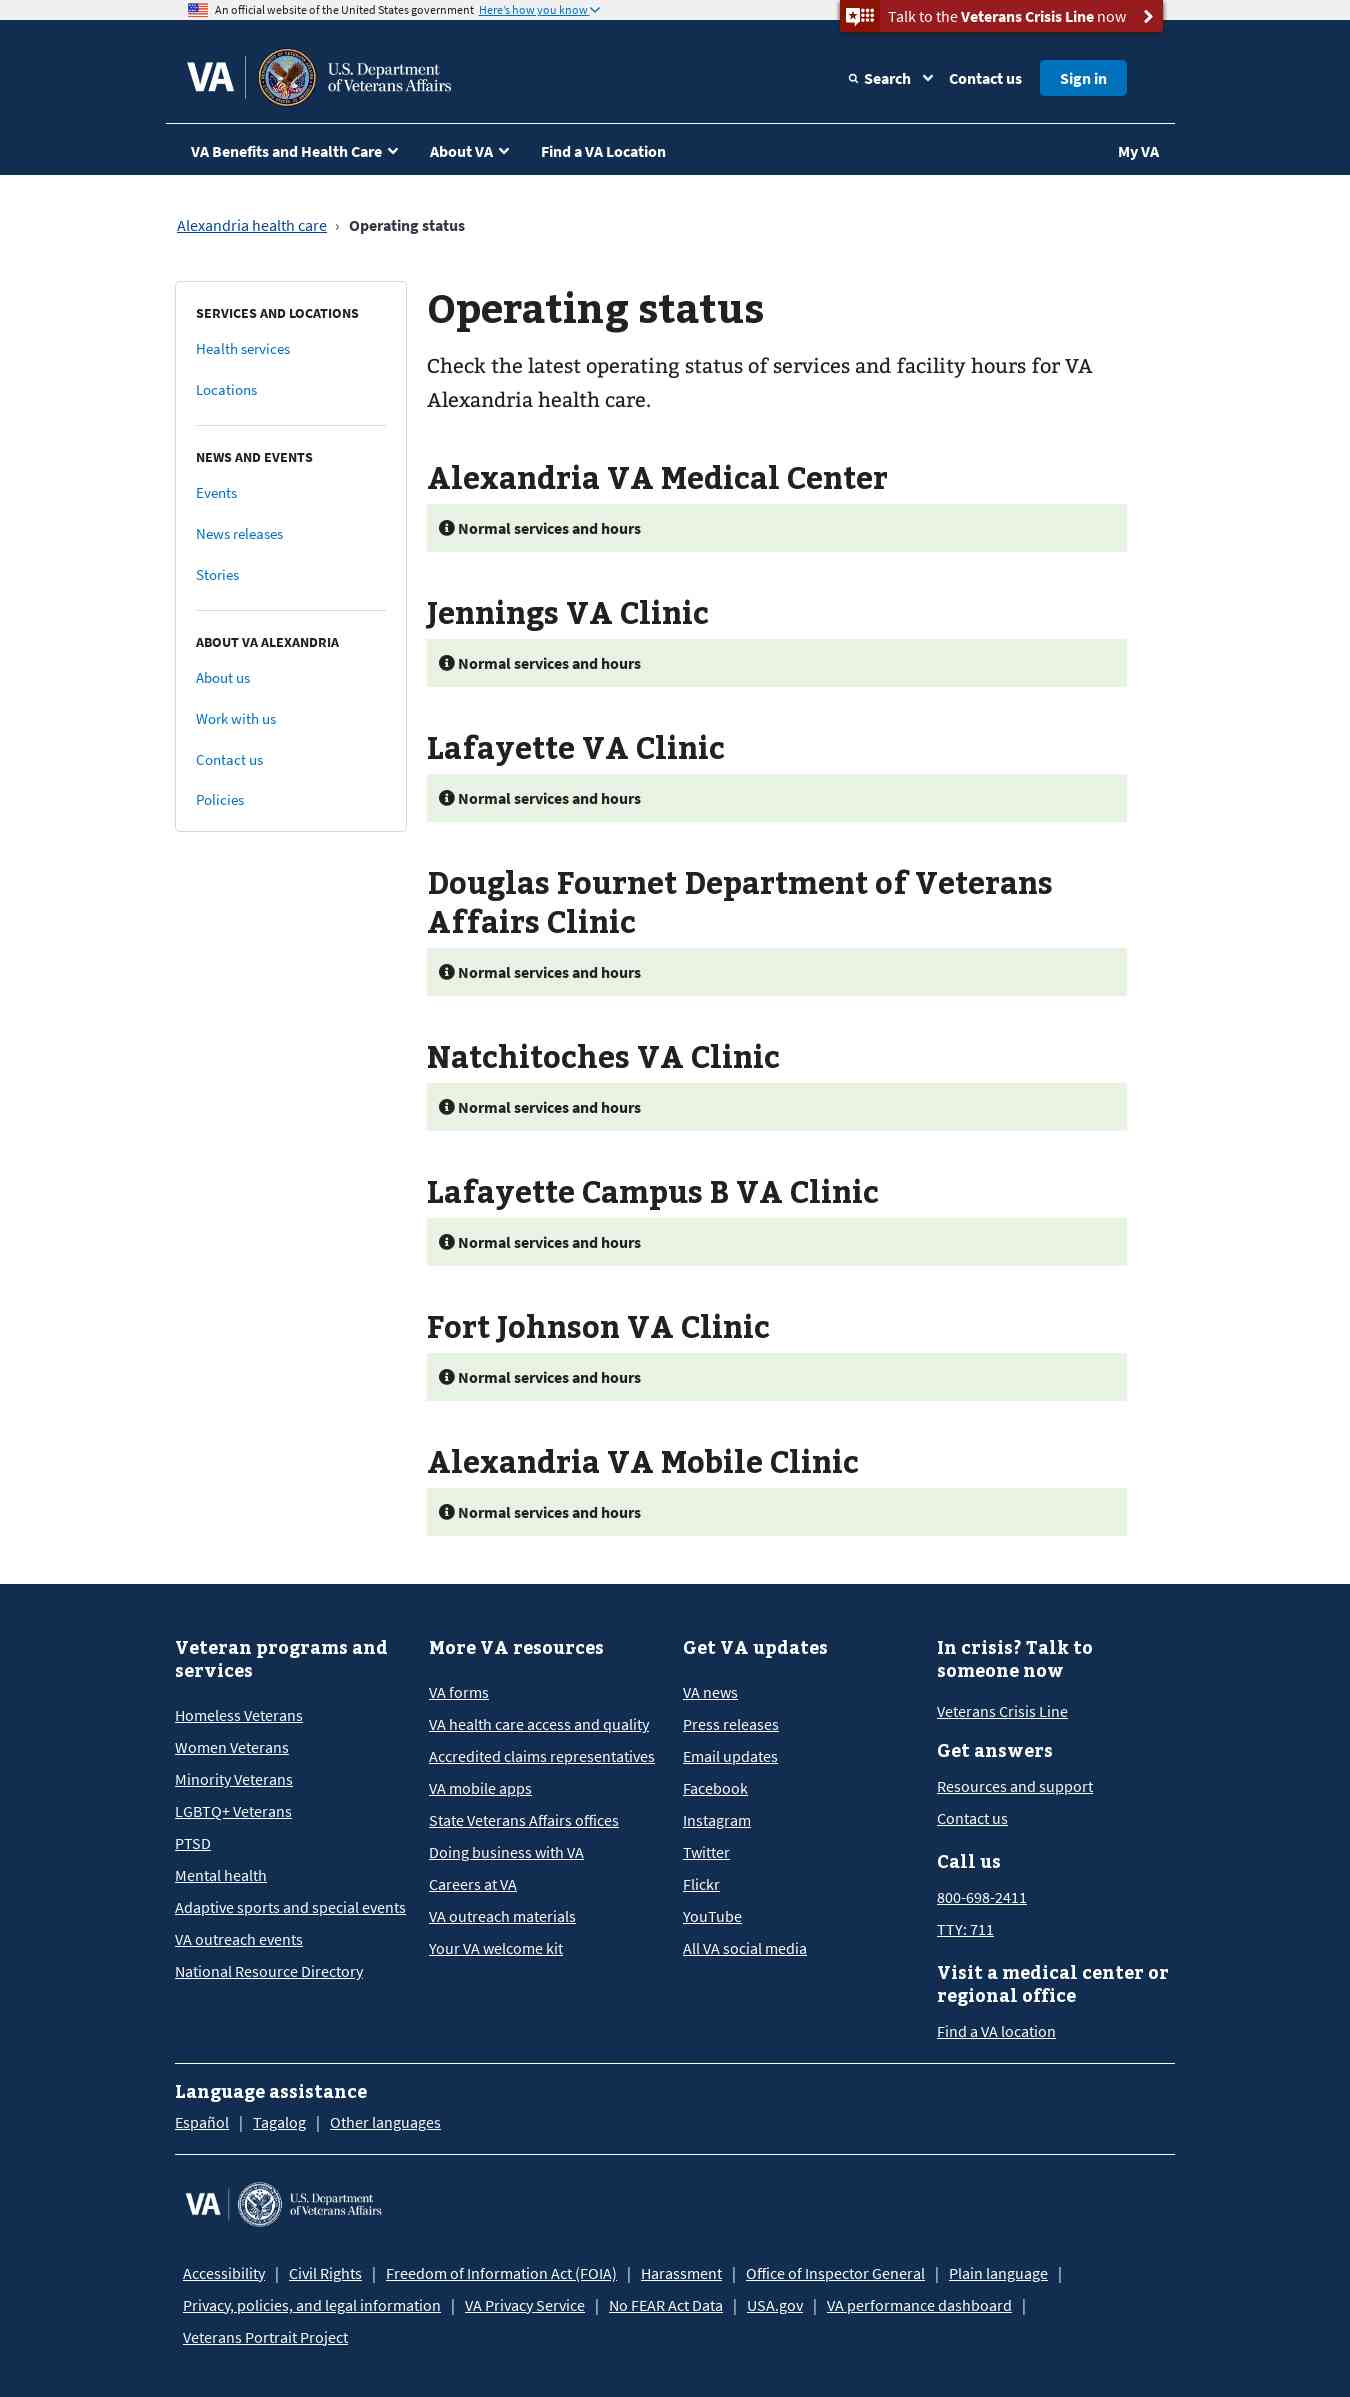 An official website of the United States government Here's how you know
Talk to the Veterans Crisis Line now
VA
U.S. Department
of Veterans Affairs
Search
Contact us
Sign in
VA Benefits and Health Care
About VA
Find a VA Location
My VA
Alexandria health care › Operating status
SERVICES AND LOCATIONS
Health services
Locations
NEWS AND EVENTS
Events
News releases
Stories
ABOUT VA ALEXANDRIA
About us
Work with us
Contact us
Policies
Operating status
Check the latest operating status of services and facility hours for VA
Alexandria health care.
Alexandria VA Medical Center
Normal services and hours
Jennings VA Clinic
Normal services and hours
Lafayette VA Clinic
Normal services and hours
Douglas Fournet Department of Veterans
Affairs Clinic
Normal services and hours
Natchitoches VA Clinic
Normal services and hours
Lafayette Campus B VA Clinic
Normal services and hours
Fort Johnson VA Clinic
Normal services and hours
Alexandria VA Mobile Clinic
Normal services and hours
Veteran programs and
services
Homeless Veterans
Women Veterans
Minority Veterans
LGBTQ+ Veterans
PTSD
Mental health
Adaptive sports and special events
VA outreach events
National Resource Directory
More VA resources
VA forms
VA health care access and quality
Accredited claims representatives
VA mobile apps
State Veterans Affairs offices
Doing business with VA
Careers at VA
VA outreach materials
Your VA welcome kit
Get VA updates
VA news
Press releases
Email updates
Facebook
Instagram
Twitter
Flickr
YouTube
All VA social media
In crisis? Talk to
someone now
Veterans Crisis Line
Get answers
Resources and support
Contact us
Call us
800-698-2411
TTY: 711
Visit a medical center or
regional office
Find a VA location
Language assistance
Español | Tagalog | Other languages
VA
U.S. Department
of Veterans Affairs
Accessibility | Civil Rights | Freedom of Information Act (FOIA) | Harassment | Office of Inspector General | Plain language |
Privacy, policies, and legal information | VA Privacy Service | No FEAR Act Data | USA.gov | VA performance dashboard |
Veterans Portrait Project